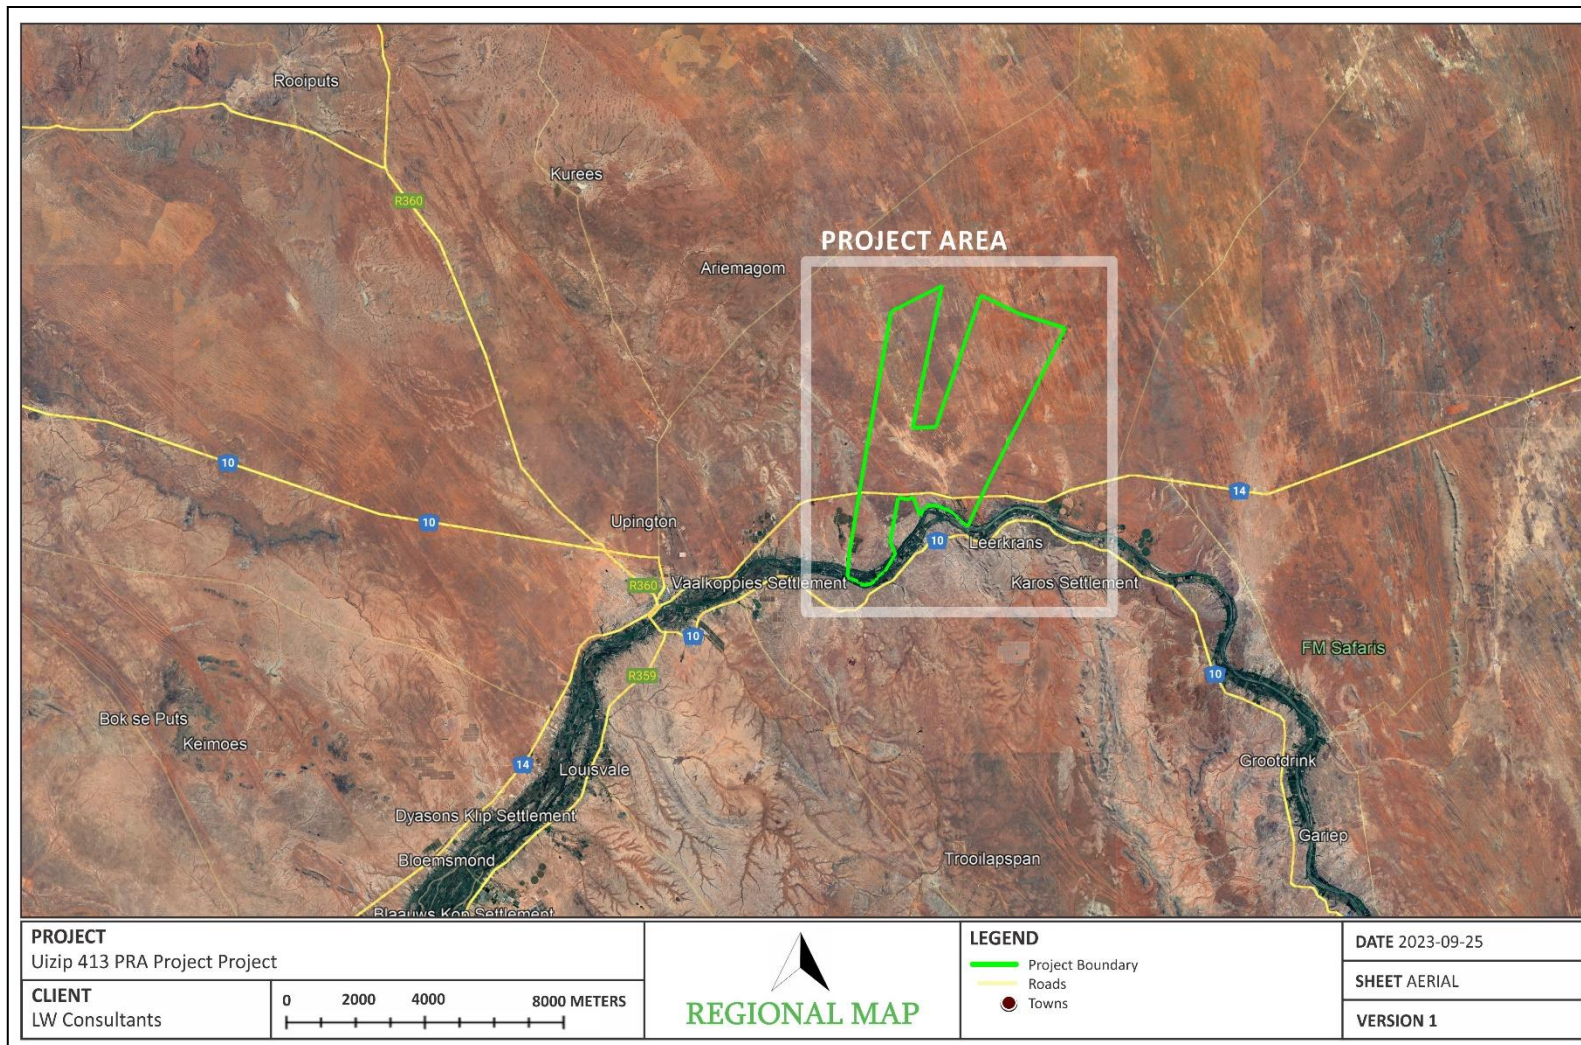 Rooiputs
Kurees
R360
PROJECT AREA
Ariemagom
10
14
10
Upington
10
Leerkrans
R360
Vaalkoppies Settlement
Karos Settlement
10
FM Safaris
R359
10
Bok se Puts
Keimoes
14
Louisvale
Grootdrink
Dyasons Klip Settlement
Gariep
Bloemsmond
Trooilapspan
Blaauws Kop Settlement
PROJECT
Uizip 413 PRA Project Project
CLIENT
LW Consultants
0 2000 4000 8000 METERS
REGIONAL MAP
LEGEND
Project Boundary
Roads
Towns
DATE 2023-09-25
SHEET AERIAL
VERSION 1